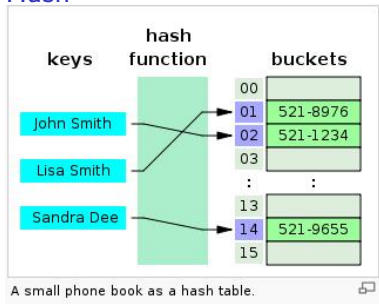 Hash
hash
keys function buckets
00
John Smith 01 521-8976
02 521-1234
Lisa Smith 03
: :
13
Sandra Dee 14 521-9655
15
A small phone book as a hash table.